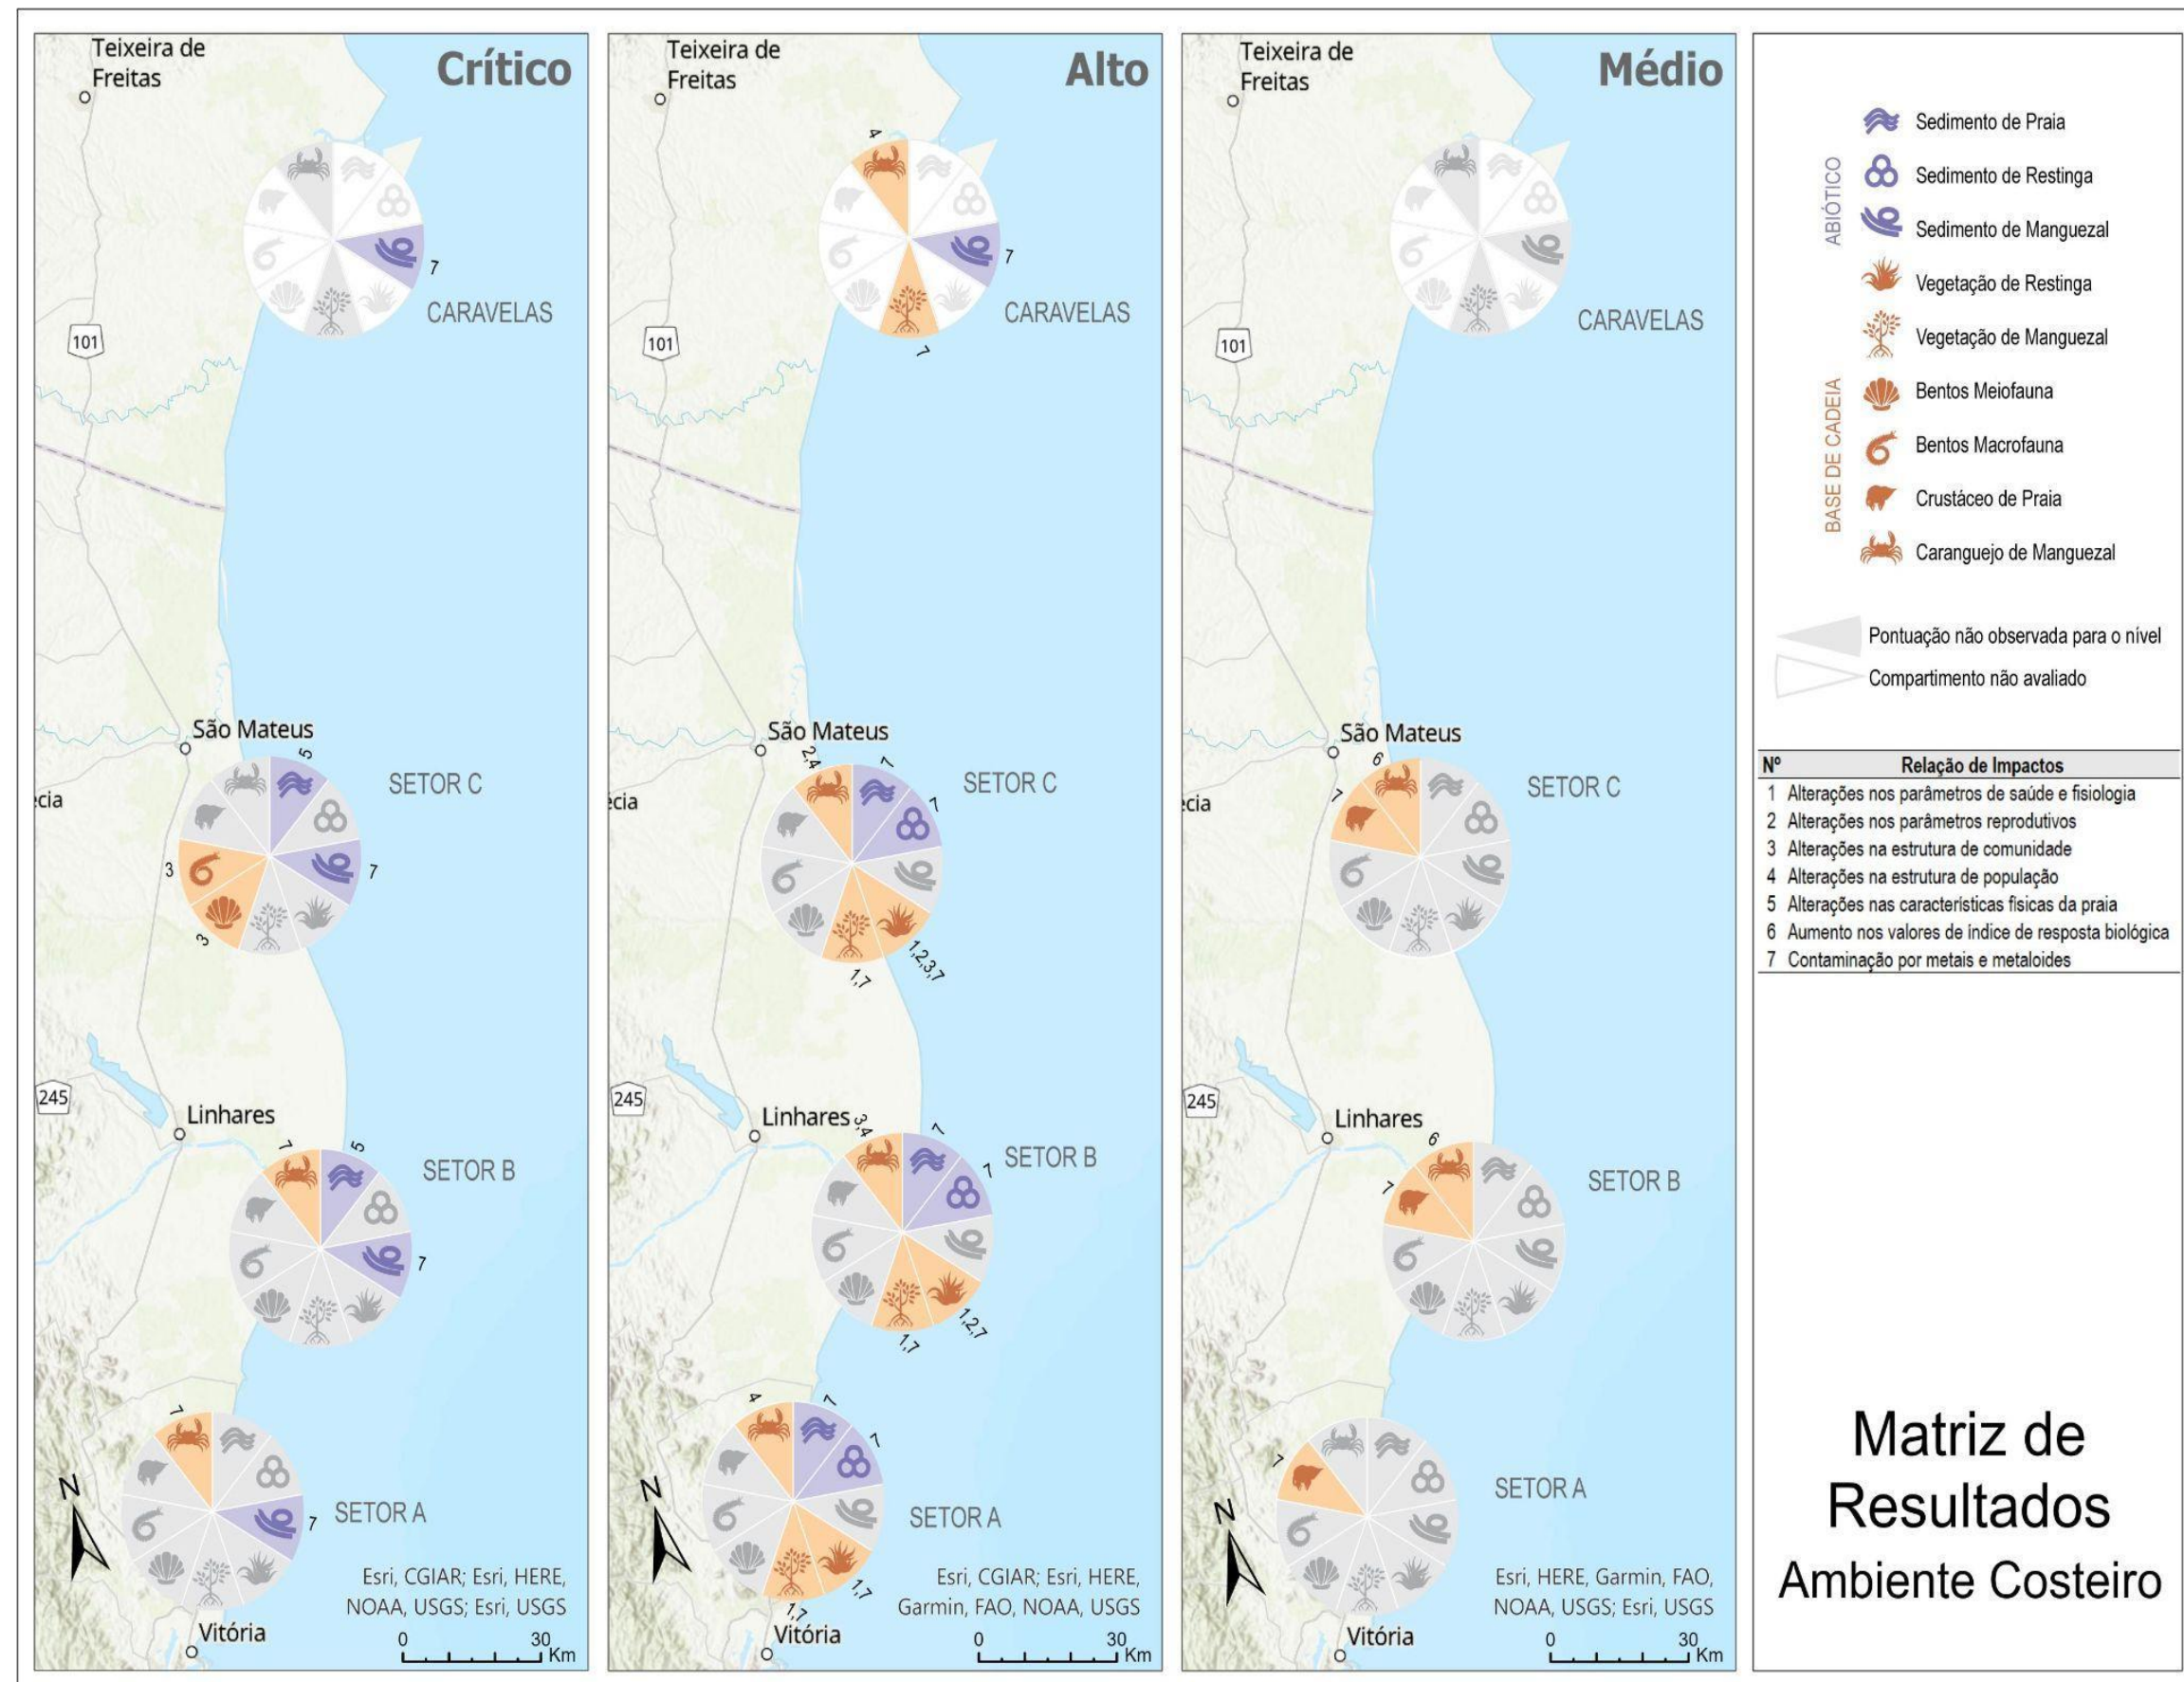 Teixeira de
Freitas
Crítico
7
CARAVELAS
101
São Mateus
5
SETOR C
ecia
3
7
3
245
Linhares
7
5
SETOR B
7
7
N
7
SETOR A
Esri, CGIAR; Esri, HERE,
NOAA, USGS; Esri, USGS
Vitória
0 30
Km
Teixeira de
Freitas
Alto
4
7
CARAVELAS
101
7
São Mateus
2,4
7
SETOR C
ecia
7
1,2,3,7
1,7
245
Linhares
3,4
7
SETOR B
7
1,2,7
1,7
4
7
7
N
SETOR A
1,7
1,7
Esri, CGIAR; Esri, HERE,
Garmin, FAO, NOAA, USGS
Vitória
0 30
Km
Teixeira de
Freitas
Médio
CARAVELAS
101
São Mateus
6
SETOR C
7
ecia
245
Linhares
6
SETOR B
7
7
SETOR A
N
Esri, HERE, Garmin, FAO,
NOAA, USGS; Esri, USGS
Vitória
0 30
Km
ABIÓTICO
Sedimento de Praia
Sedimento de Restinga
Sedimento de Manguezal
BASE DE CADEIA
Vegetação de Restinga
Vegetação de Manguezal
Bentos Meiofauna
Bentos Macrofauna
Crustáceo de Praia
Caranguejo de Manguezal
Pontuação não observada para o nível
Compartimento não avaliado
Nº Relação de Impactos
1 Alterações nos parâmetros de saúde e fisiologia
2 Alterações nos parâmetros reprodutivos
3 Alterações na estrutura de comunidade
4 Alterações na estrutura de população
5 Alterações nas características físicas da praia
6 Aumento nos valores de índice de resposta biológica
7 Contaminação por metais e metaloides
Matriz de
Resultados
Ambiente Costeiro